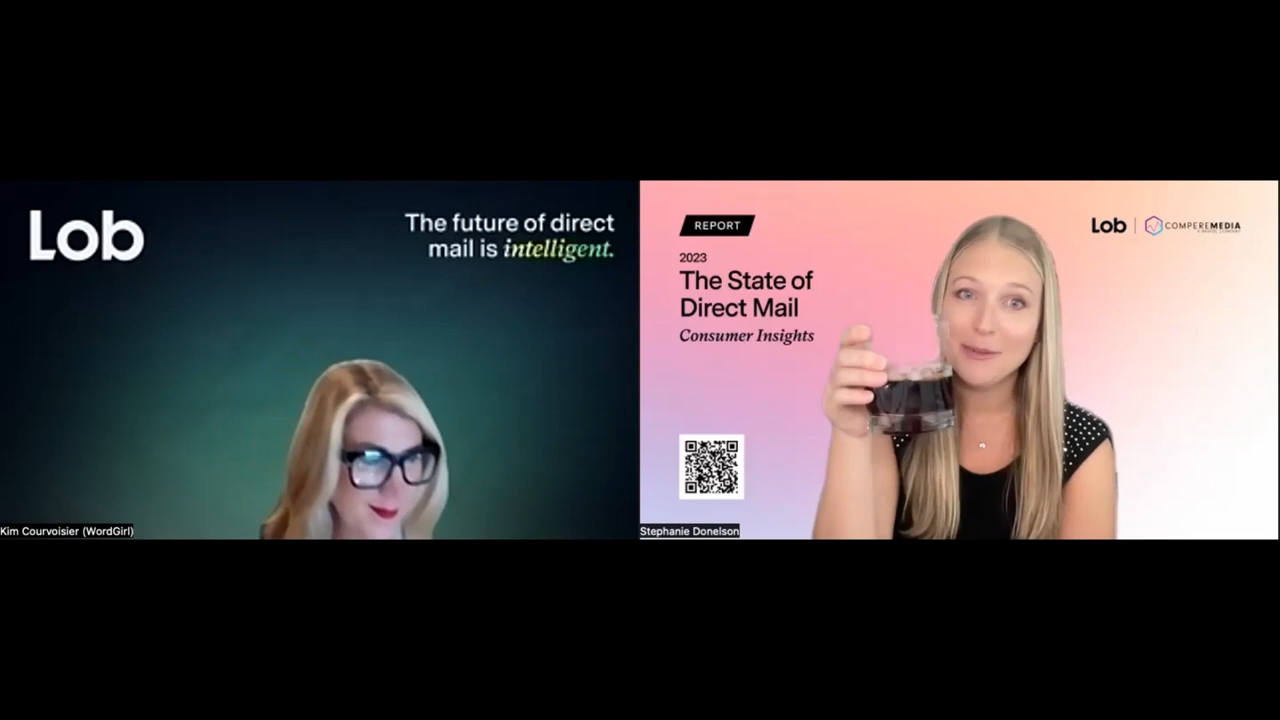 Lob
The future of direct
mail is intelligent.
Kim Courvoisier (WordGirl)
REPORT
2023
The State of
Direct Mail
Consumer Insights
Lob
COMPEREMEDIA
Stephanie Donelson